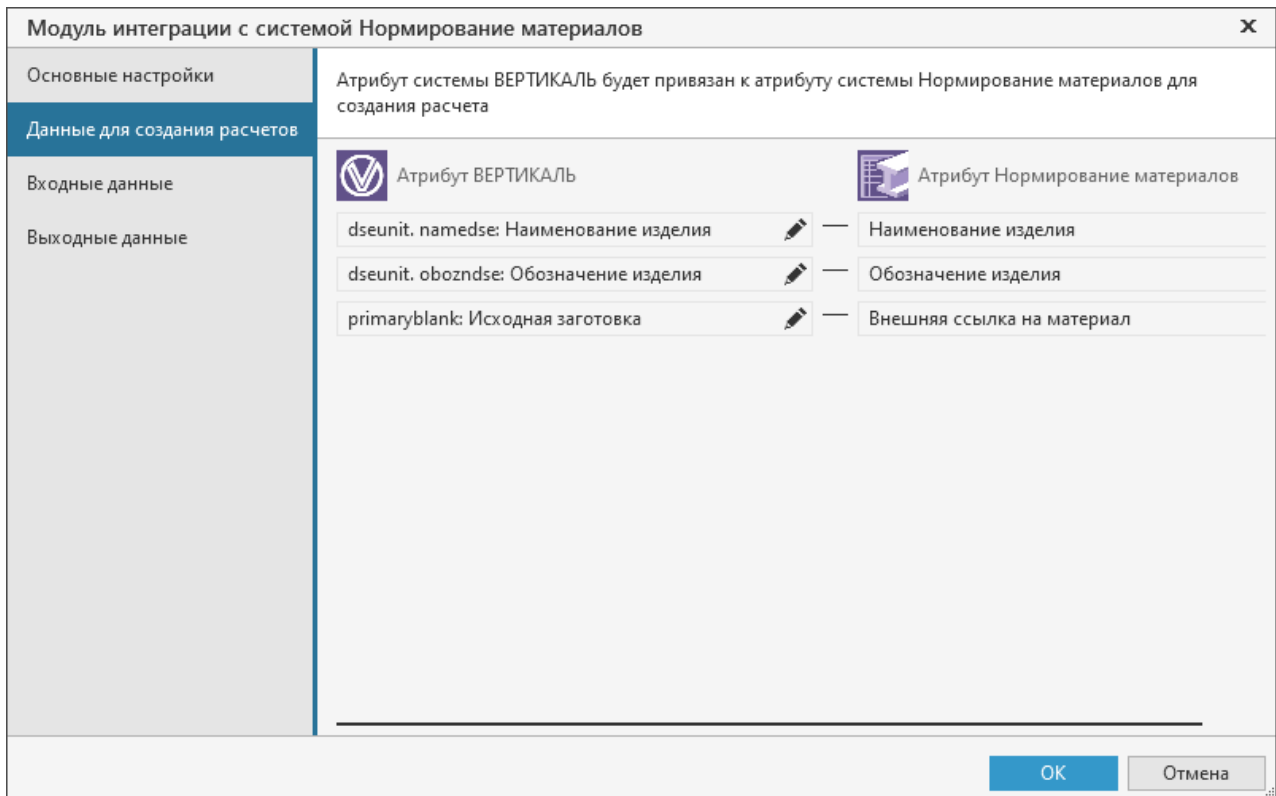 Модуль интеграции с системой Нормирование материалов
x
Основные настройки
Данные для создания расчетов
Входные данные
Выходные данные
Атрибут системы ВЕРТИКАЛЬ будет привязан к атрибуту системы Нормирование материалов для
создания расчета
Атрибут ВЕРТИКАЛЬ Атрибут Нормирование материалов
dseunit. namedse: Наименование изделия — Наименование изделия
dseunit. obozndse: Обозначение изделия — Обозначение изделия
primaryblank: Исходная заготовка — Внешняя ссылка на материал
OK Отмена